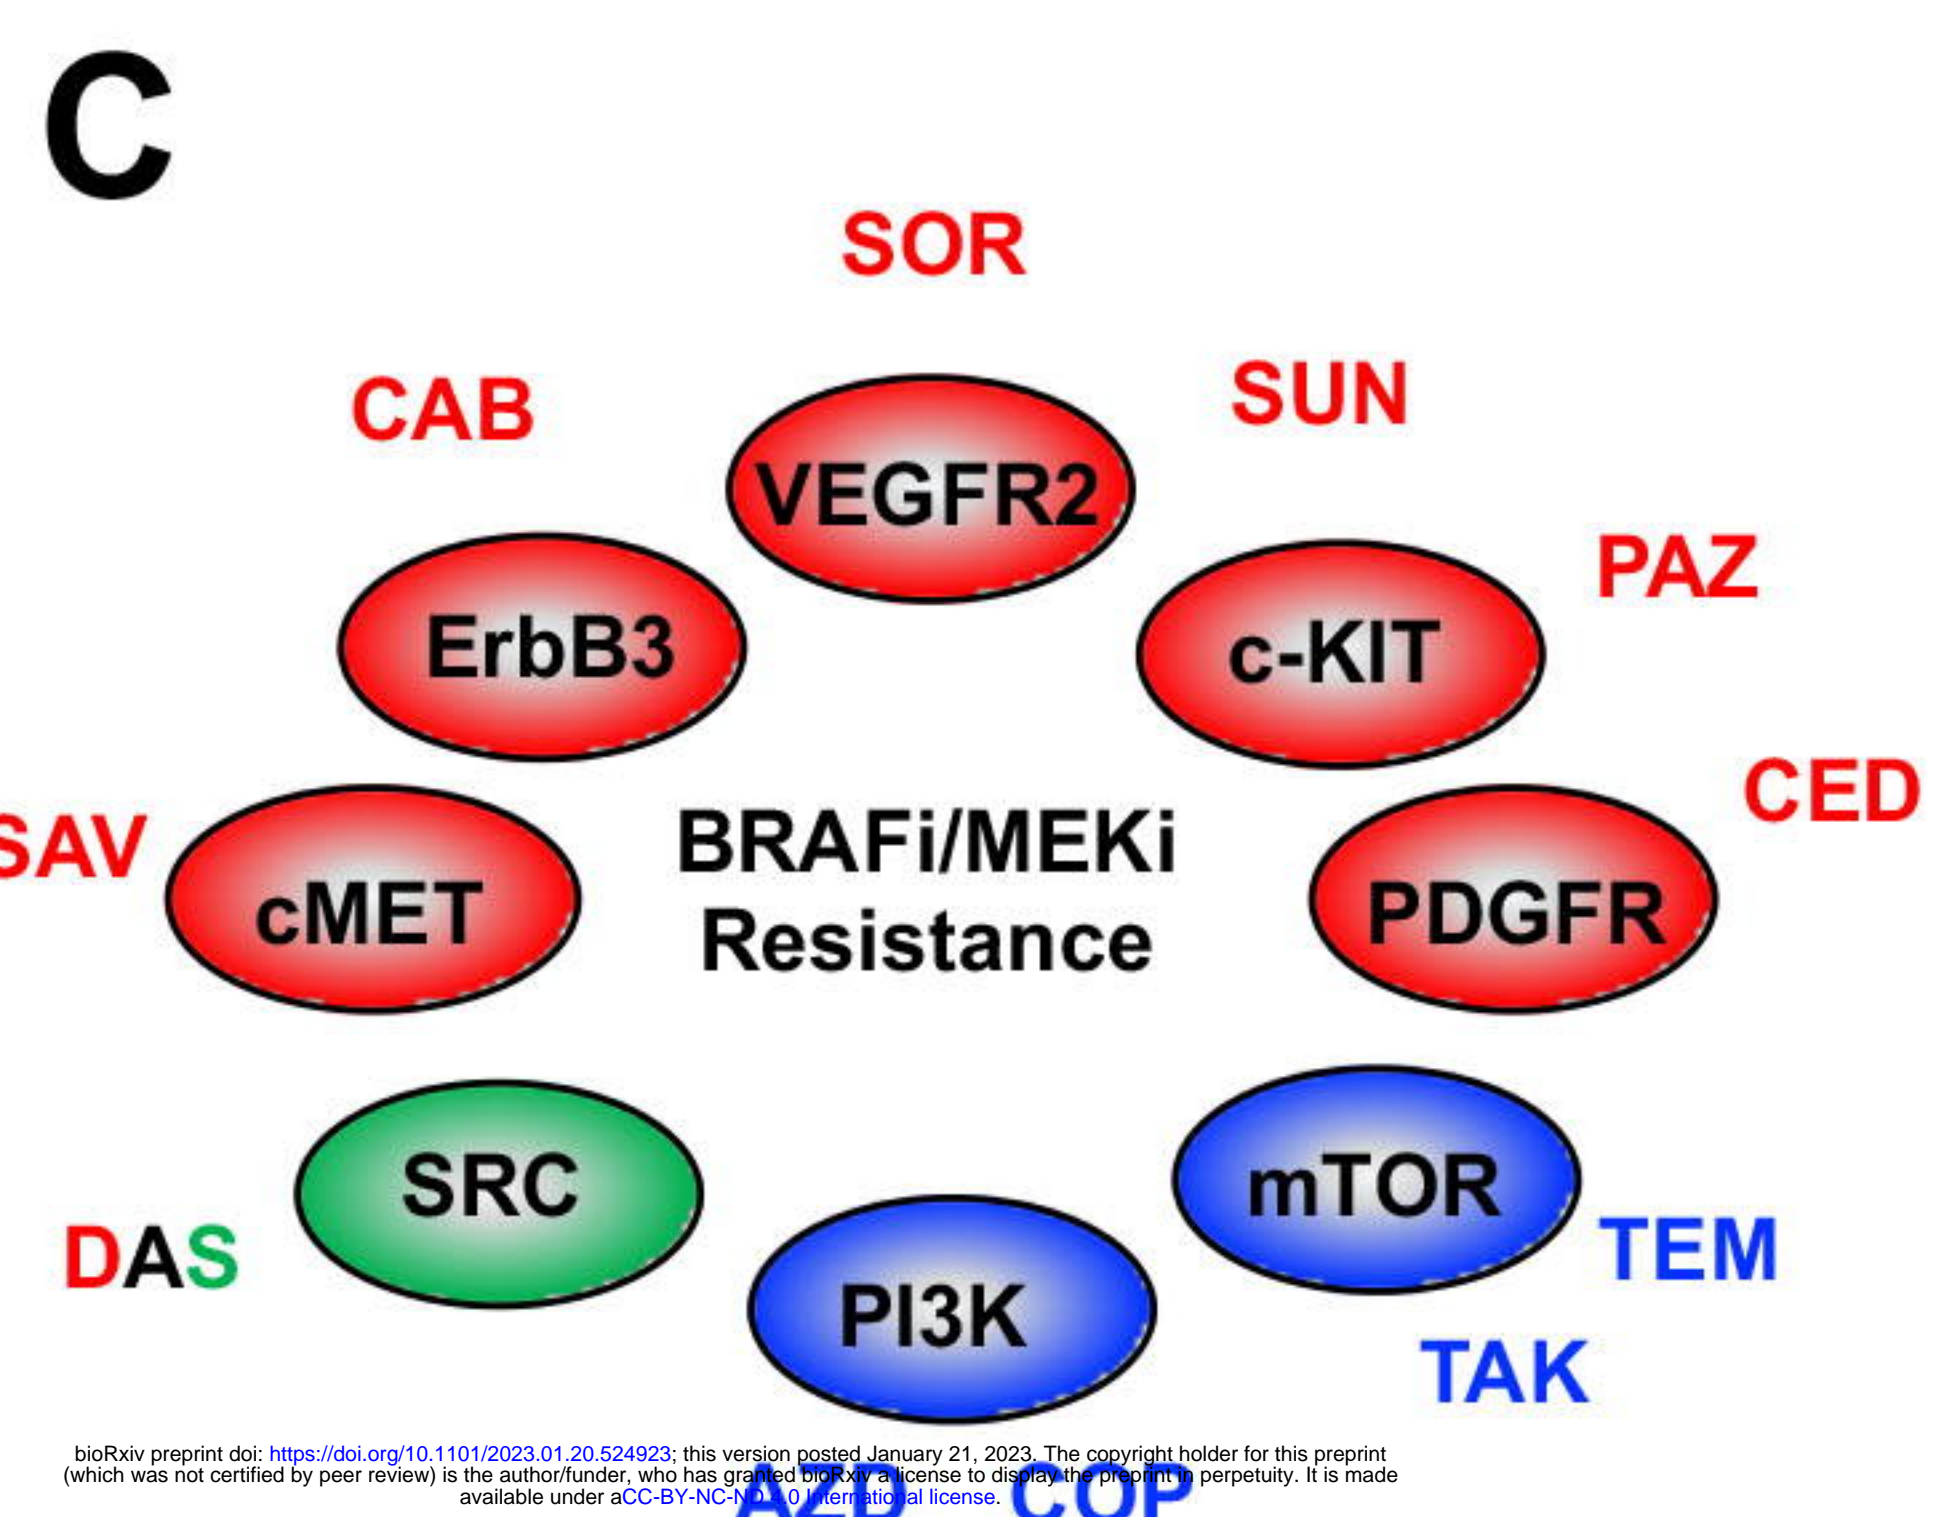 C
SOR
CAB
SUN
VEGFR2
PAZ
ErbB3
c-KIT
CED
SAV
BRAFi/MEKi
Resistance
cMET
PDGFR
SRC
mTOR
DAS
TEM
PI3K
TAK
bioRxiv preprint doi: https://doi.org/10.1101/2023.01.20.524923; this version posted January 21, 2023. The copyright holder for this preprint
(which was not certified by peer review) is the author/funder, who has granted bioRxiv a license to display the preprint in perpetuity. It is made
available under aCC-BY-NC-ND 4.0 International license.
AZD COP